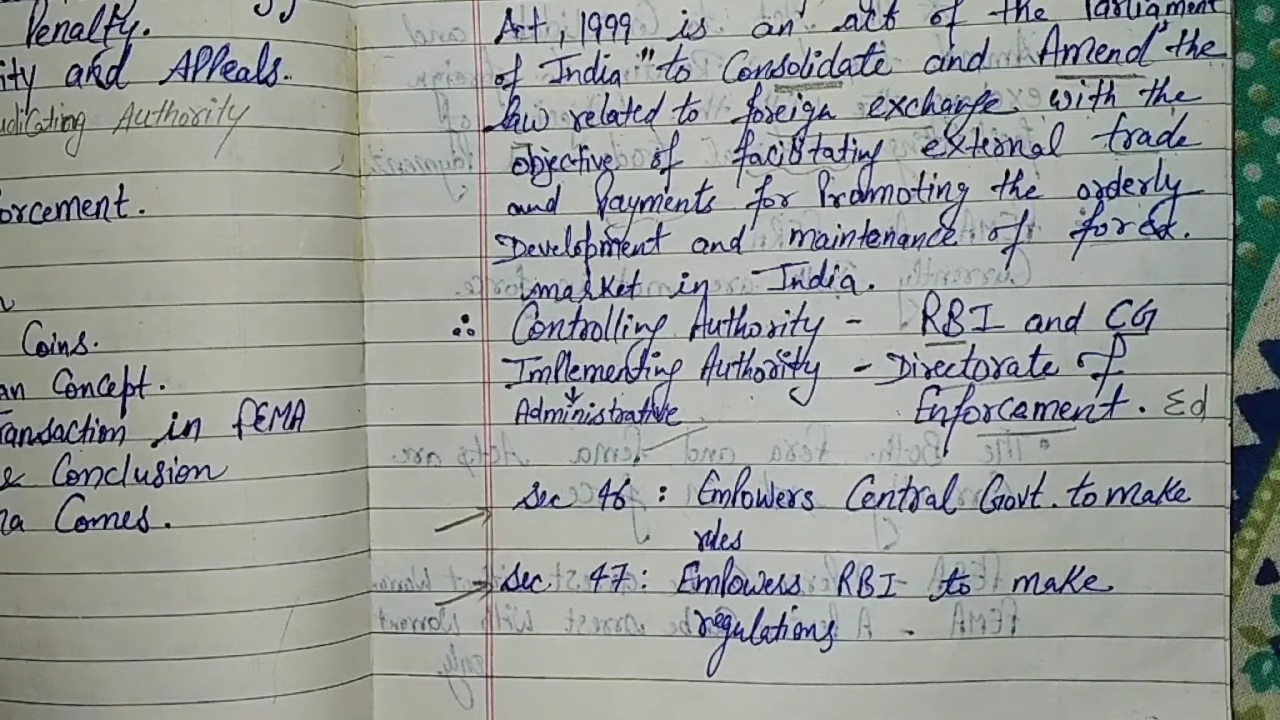 Penalty.
ity and Appeals.
udicating Authority
orcement.
Coins.
an Concept.
ransaction in FEMA
& Conclusion
ma Comes.
Act, 1999 is an act of the Parliament
of India "to Consolidate and Amend" the
law related to foreign exchange. with the
objective of facilitating external trade
and Payments for Promoting the orderly
Development and maintenance of forex.
market in India.
∴ Controlling Authority - RBI and CG
Implementing Authority - Directorate of
↓
Administrative Enforcement. Ed
→ Sec 46 : Empowers Central Govt. to make
rules
→ Sec 47 : Empowers RBI to make
regulations